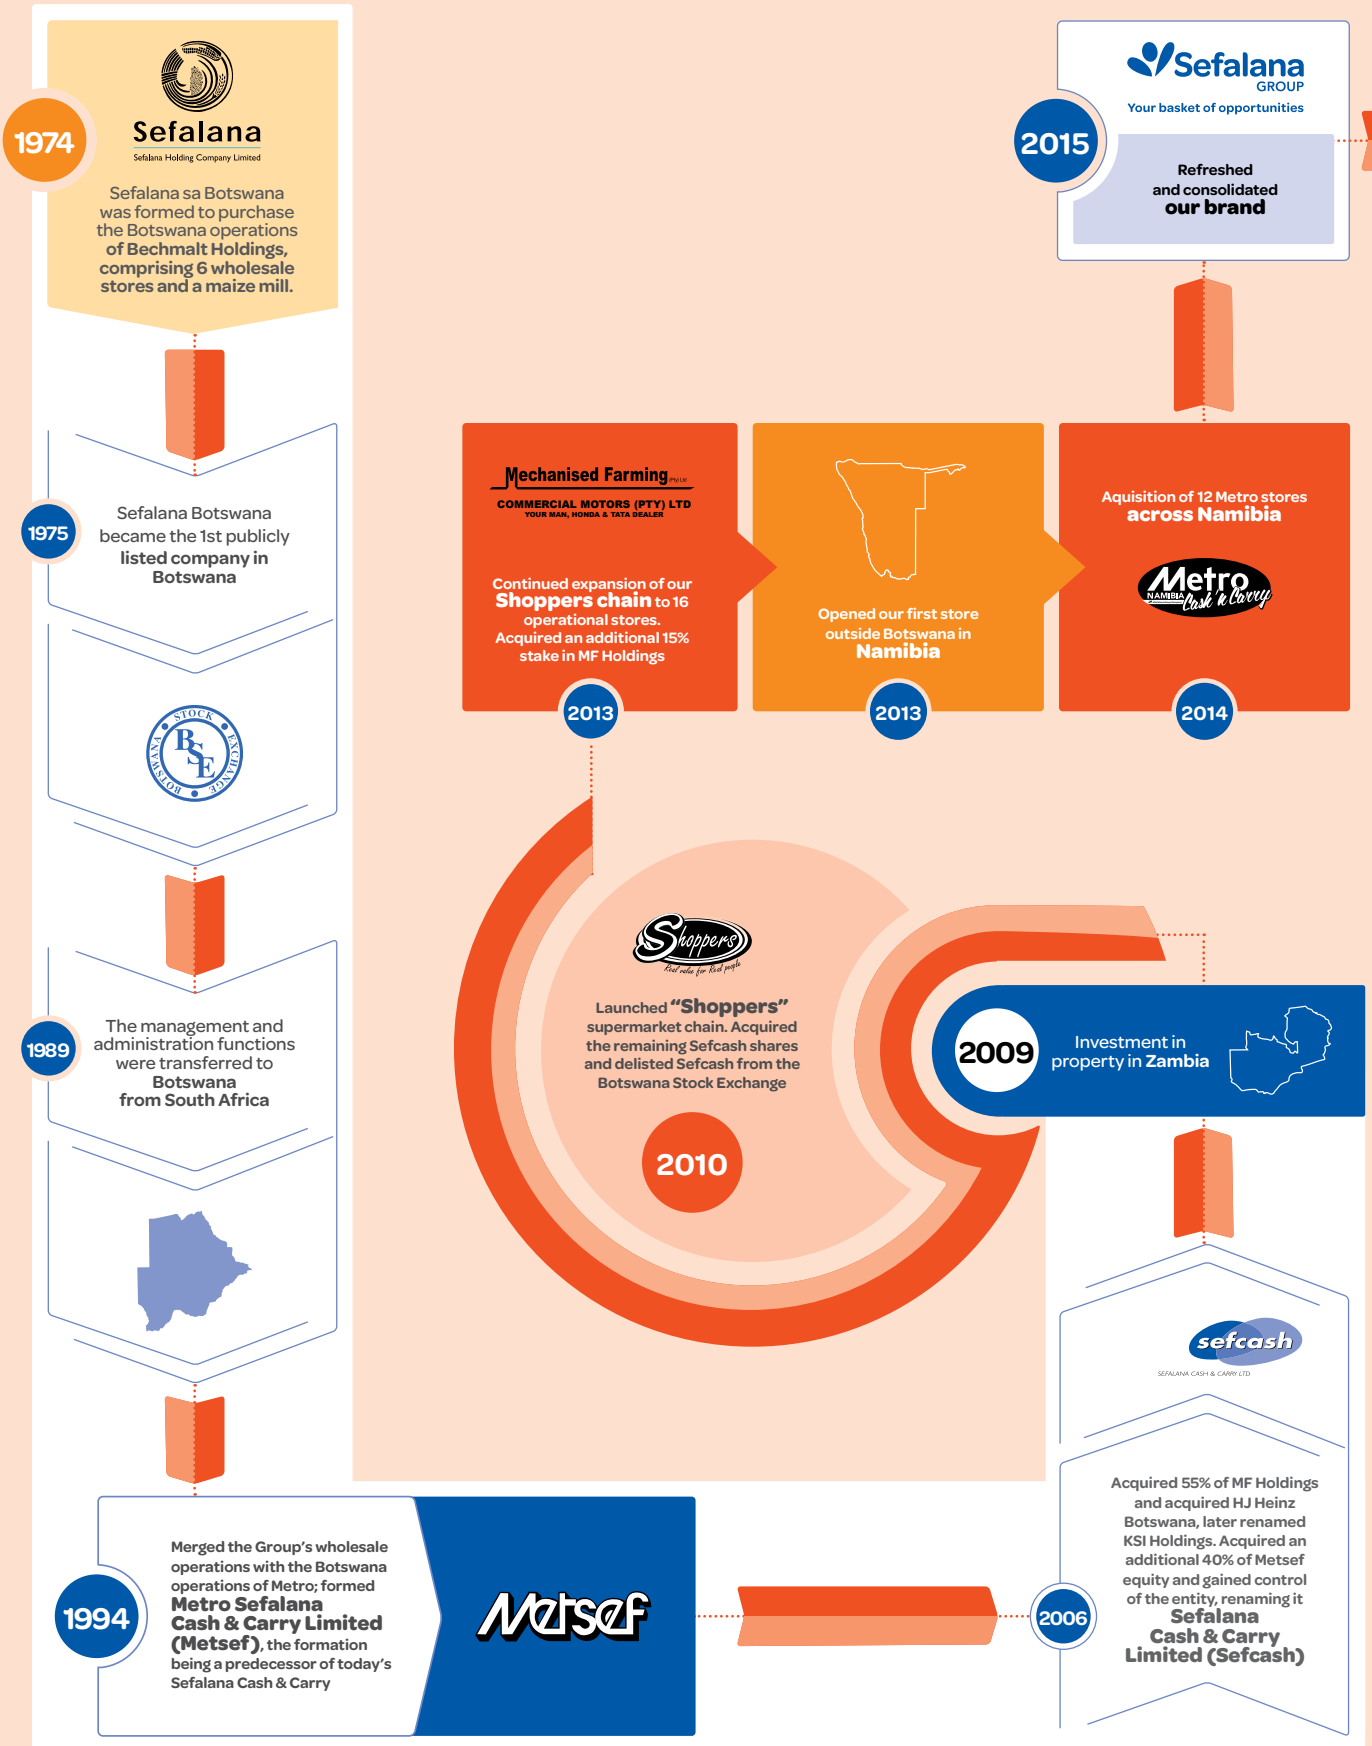 1974
Sefalana
Sefalana Holding Company Limited
Sefalana sa Botswana
was formed to purchase
the Botswana operations
of Bechmalt Holdings,
comprising 6 wholesale
stores and a maize mill.
1975
Sefalana Botswana
became the 1st publicly
listed company in
Botswana
BOTSWANA STOCK EXCHANGE
BSE
1989
The management and
administration functions
were transferred to
Botswana
from South Africa
1994
Merged the Group's wholesale
operations with the Botswana
operations of Metro; formed
Metro Sefalana
Cash & Carry Limited
(Metsef), the formation
being a predecessor of today's
Sefalana Cash & Carry
Metsef
2006
Acquired 55% of MF Holdings
and acquired HJ Heinz
Botswana, later renamed
KSI Holdings. Acquired an
additional 40% of Metsef
equity and gained control
of the entity, renaming it
Sefalana
Cash & Carry
Limited (Sefcash)
sefcash
SEFALANA CASH & CARRY LTD
2009
Investment in
property in Zambia
Shoppers
Real value for Real people
Launched "Shoppers"
supermarket chain. Acquired
the remaining Sefcash shares
and delisted Sefcash from the
Botswana Stock Exchange
2010
Mechanised Farming (Pty) Ltd
COMMERCIAL MOTORS (PTY) LTD
YOUR MAN, HONDA & TATA DEALER
Continued expansion of our
Shoppers chain to 16
operational stores.
Acquired an additional 15%
stake in MF Holdings
2013
Opened our first store
outside Botswana in
Namibia
2013
Aquisition of 12 Metro stores
across Namibia
Metro
NAMIBIA
Cash 'n Carry
2014
2015
Sefalana
GROUP
Your basket of opportunities
Refreshed
and consolidated
our brand